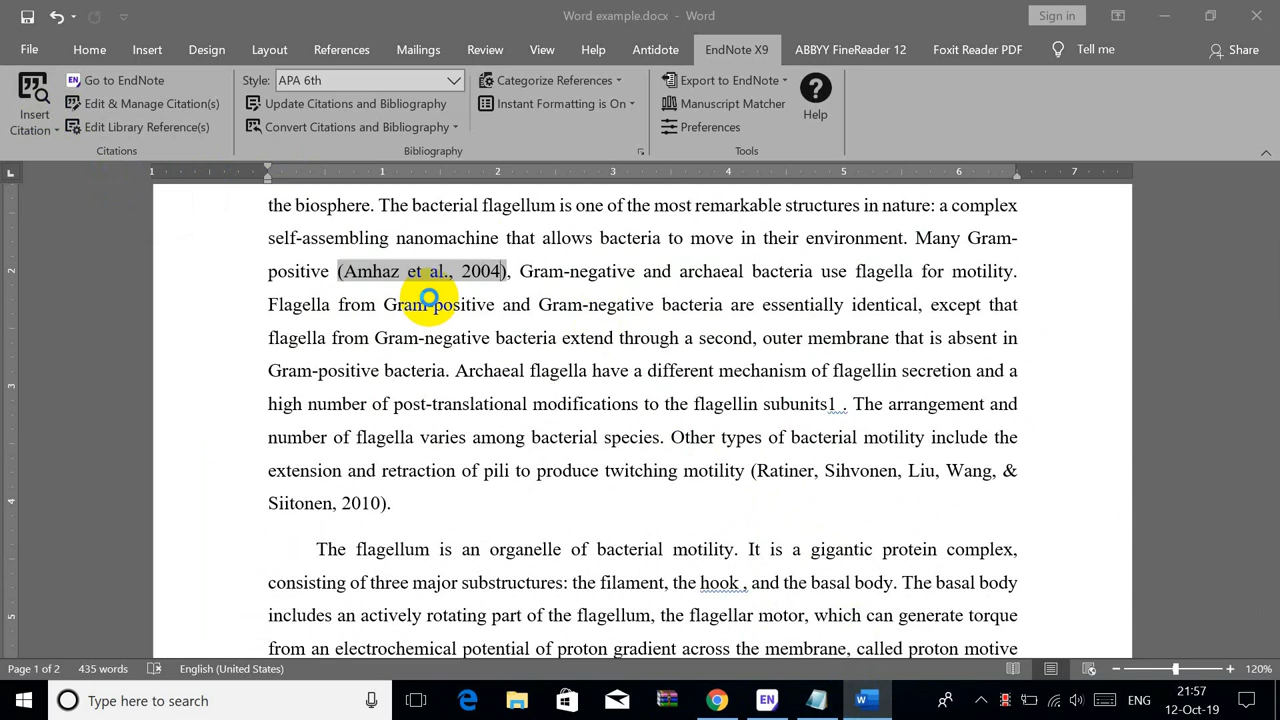 Word example.docx - Word
Sign in
File Home Insert Design Layout References Mailings Review View Help Antidote EndNote X9 ABBYY FineReader 12 Foxit Reader PDF Tell me Share
Insert Citation
EN Go to EndNote
Edit & Manage Citation(s)
Edit Library Reference(s)
Citations
Style: APA 6th
Update Citations and Bibliography
Convert Citations and Bibliography
Categorize References
Instant Formatting is On
Bibliography
Export to EndNote
Manuscript Matcher
Preferences
Help
Tools
1 1 2 3 4 5 6 7
2
3
4
5
the biosphere. The bacterial flagellum is one of the most remarkable structures in nature: a complex
self-assembling nanomachine that allows bacteria to move in their environment. Many Gram-
positive (Amhaz et al., 2004), Gram-negative and archaeal bacteria use flagella for motility.
Flagella from Gram-positive and Gram-negative bacteria are essentially identical, except that
flagella from Gram-negative bacteria extend through a second, outer membrane that is absent in
Gram-positive bacteria. Archaeal flagella have a different mechanism of flagellin secretion and a
high number of post-translational modifications to the flagellin subunits1 . The arrangement and
number of flagella varies among bacterial species. Other types of bacterial motility include the
extension and retraction of pili to produce twitching motility (Ratiner, Sihvonen, Liu, Wang, &
Siitonen, 2010).
The flagellum is an organelle of bacterial motility. It is a gigantic protein complex,
consisting of three major substructures: the filament, the hook , and the basal body. The basal body
includes an actively rotating part of the flagellum, the flagellar motor, which can generate torque
from an electrochemical potential of proton gradient across the membrane, called proton motive
Page 1 of 2 435 words English (United States) 120%
Type here to search
EN
ENG
21:57
12-Oct-19